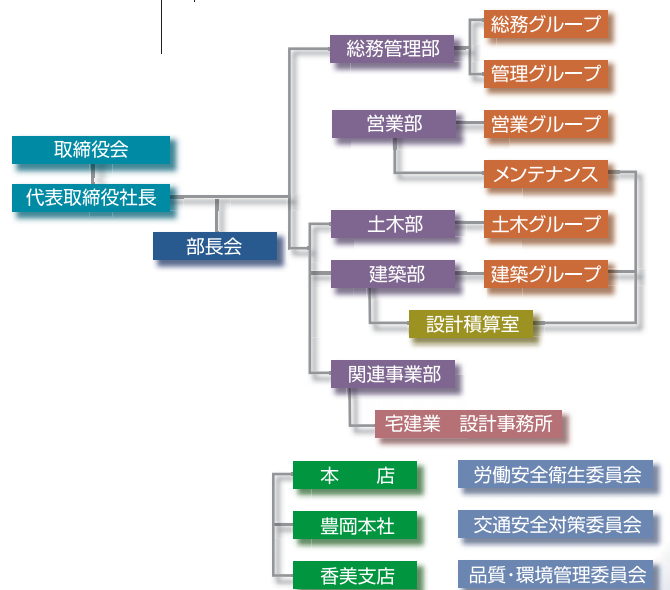 総務グループ
総務管理部
管理グループ
営業部
営業グループ
取締役会
メンテナンス
代表取締役社長
土木部
土木グループ
部長会
建築部
建築グループ
設計積算室
関連事業部
宅建業　設計事務所
本　　店
労働安全衛生委員会
豊岡本社
交通安全対策委員会
香美支店
品質・環境管理委員会